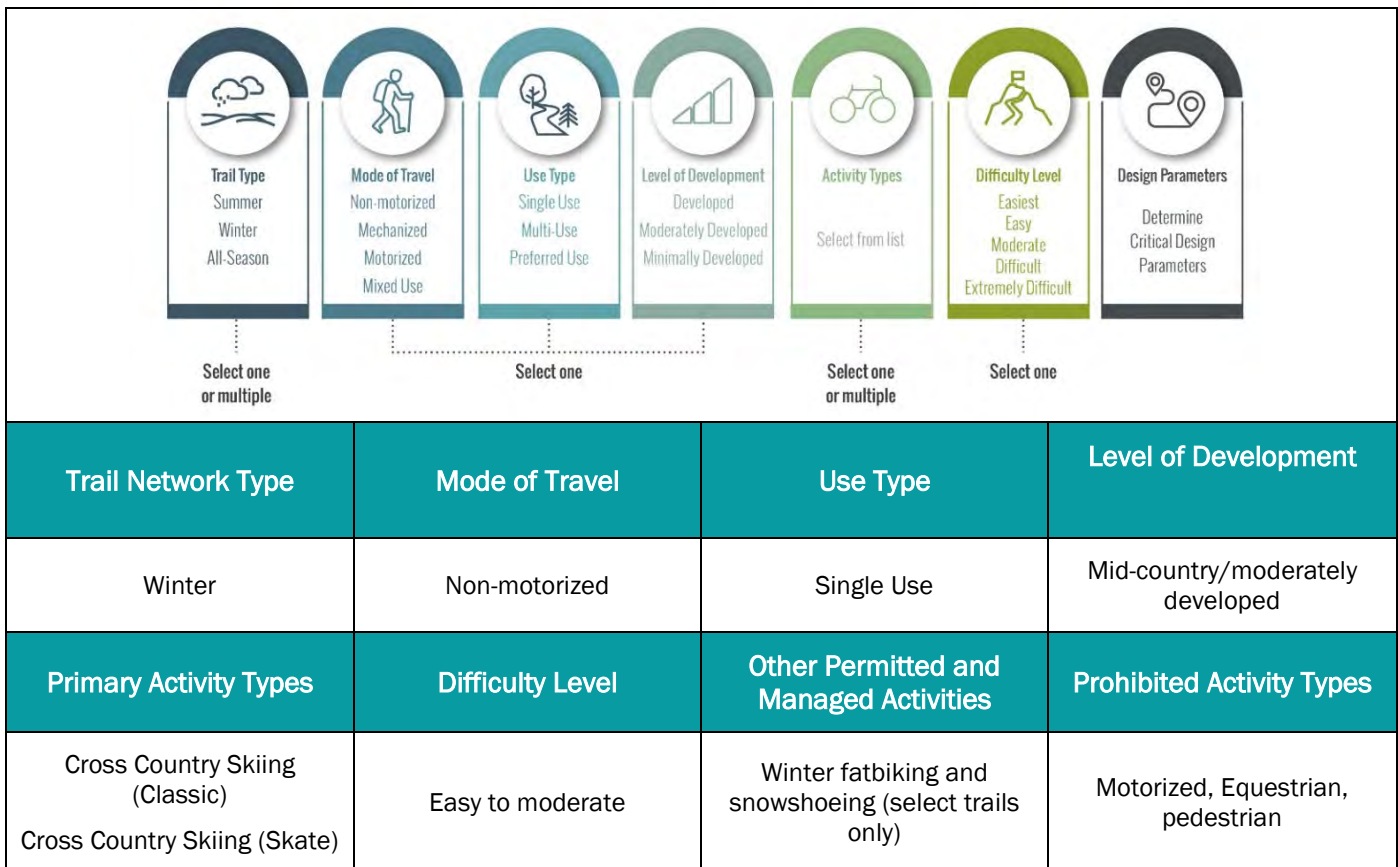 Trail Type
Summer
Winter
All-Season
Mode of Travel
Non-motorized
Mechanized
Motorized
Mixed Use
Use Type
Single Use
Multi-Use
Preferred Use
Level of Development
Developed
Moderately Developed
Minimally Developed
Activity Types
Select from list
Difficulty Level
Easiest
Easy
Moderate
Difficult
Extremely Difficult
Design Parameters
Determine
Critical Design
Parameters
Select one
or multiple
Select one
Select one
or multiple
Select one
Trail Network Type
Mode of Travel
Use Type
Level of Development
Winter
Non-motorized
Single Use
Mid-country/moderately
developed
Primary Activity Types
Difficulty Level
Other Permitted and
Managed Activities
Prohibited Activity Types
Cross Country Skiing
(Classic)
Cross Country Skiing (Skate)
Easy to moderate
Winter fatbiking and
snowshoeing (select trails
only)
Motorized, Equestrian,
pedestrian